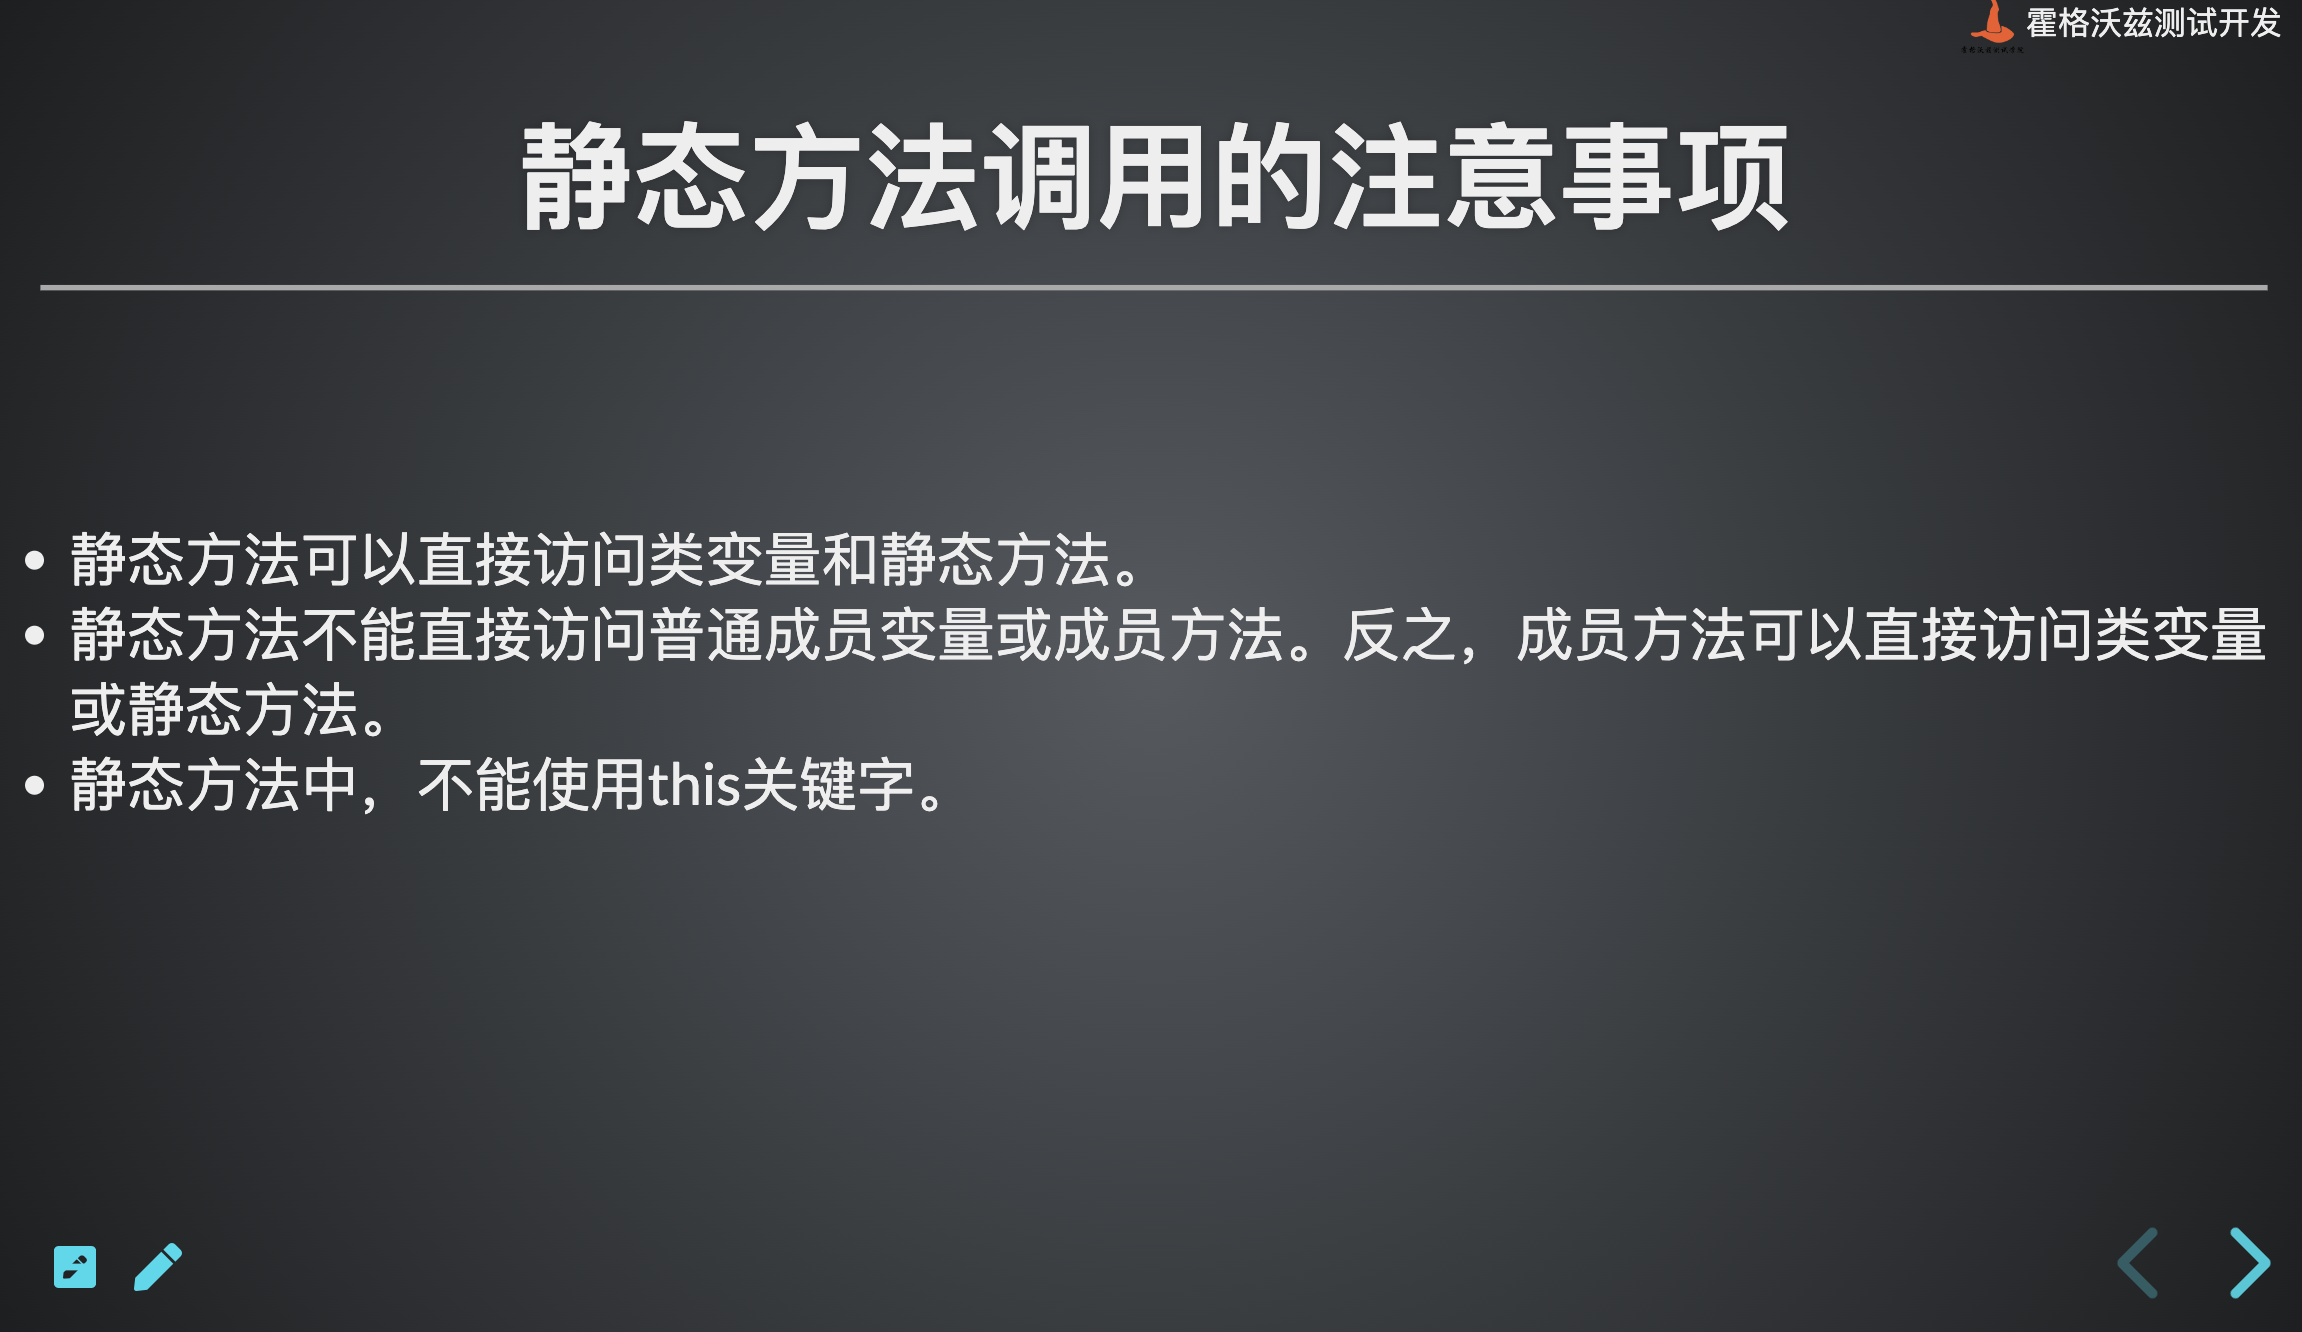 霍格沃兹测试开发
静态方法调用的注意事项
静态方法可以直接访问类变量和静态方法。
静态方法不能直接访问普通成员变量或成员方法。反之，成员方法可以直接访问类变量
或静态方法。
静态方法中，不能使用this关键字。